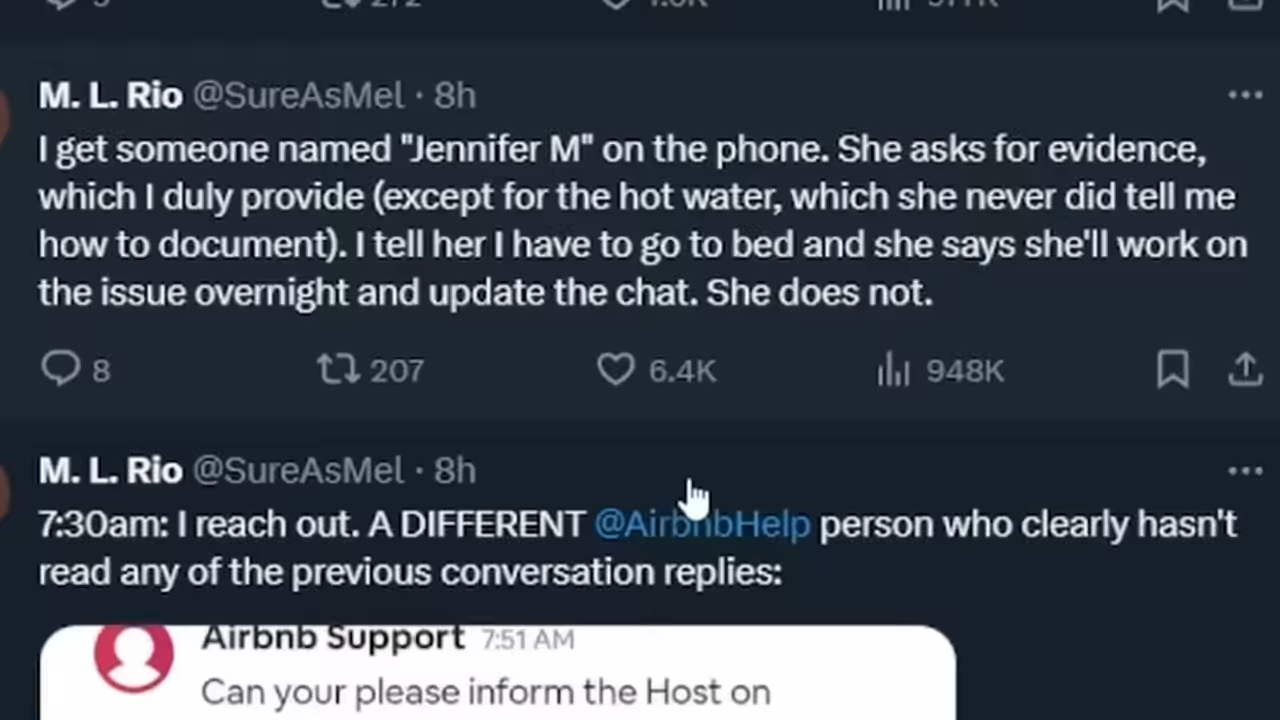 M. L. Rio @SureAsMel · 8h
I get someone named "Jennifer M" on the phone. She asks for evidence,
which I duly provide (except for the hot water, which she never did tell me
how to document). I tell her I have to go to bed and she says she'll work on
the issue overnight and update the chat. She does not.
8 207 6.4K 948K
M. L. Rio @SureAsMel · 8h
7:30am: I reach out. A DIFFERENT @AirbnbHelp person who clearly hasn't
read any of the previous conversation replies:
Airbnb Support 7:51 AM
Can your please inform the Host on